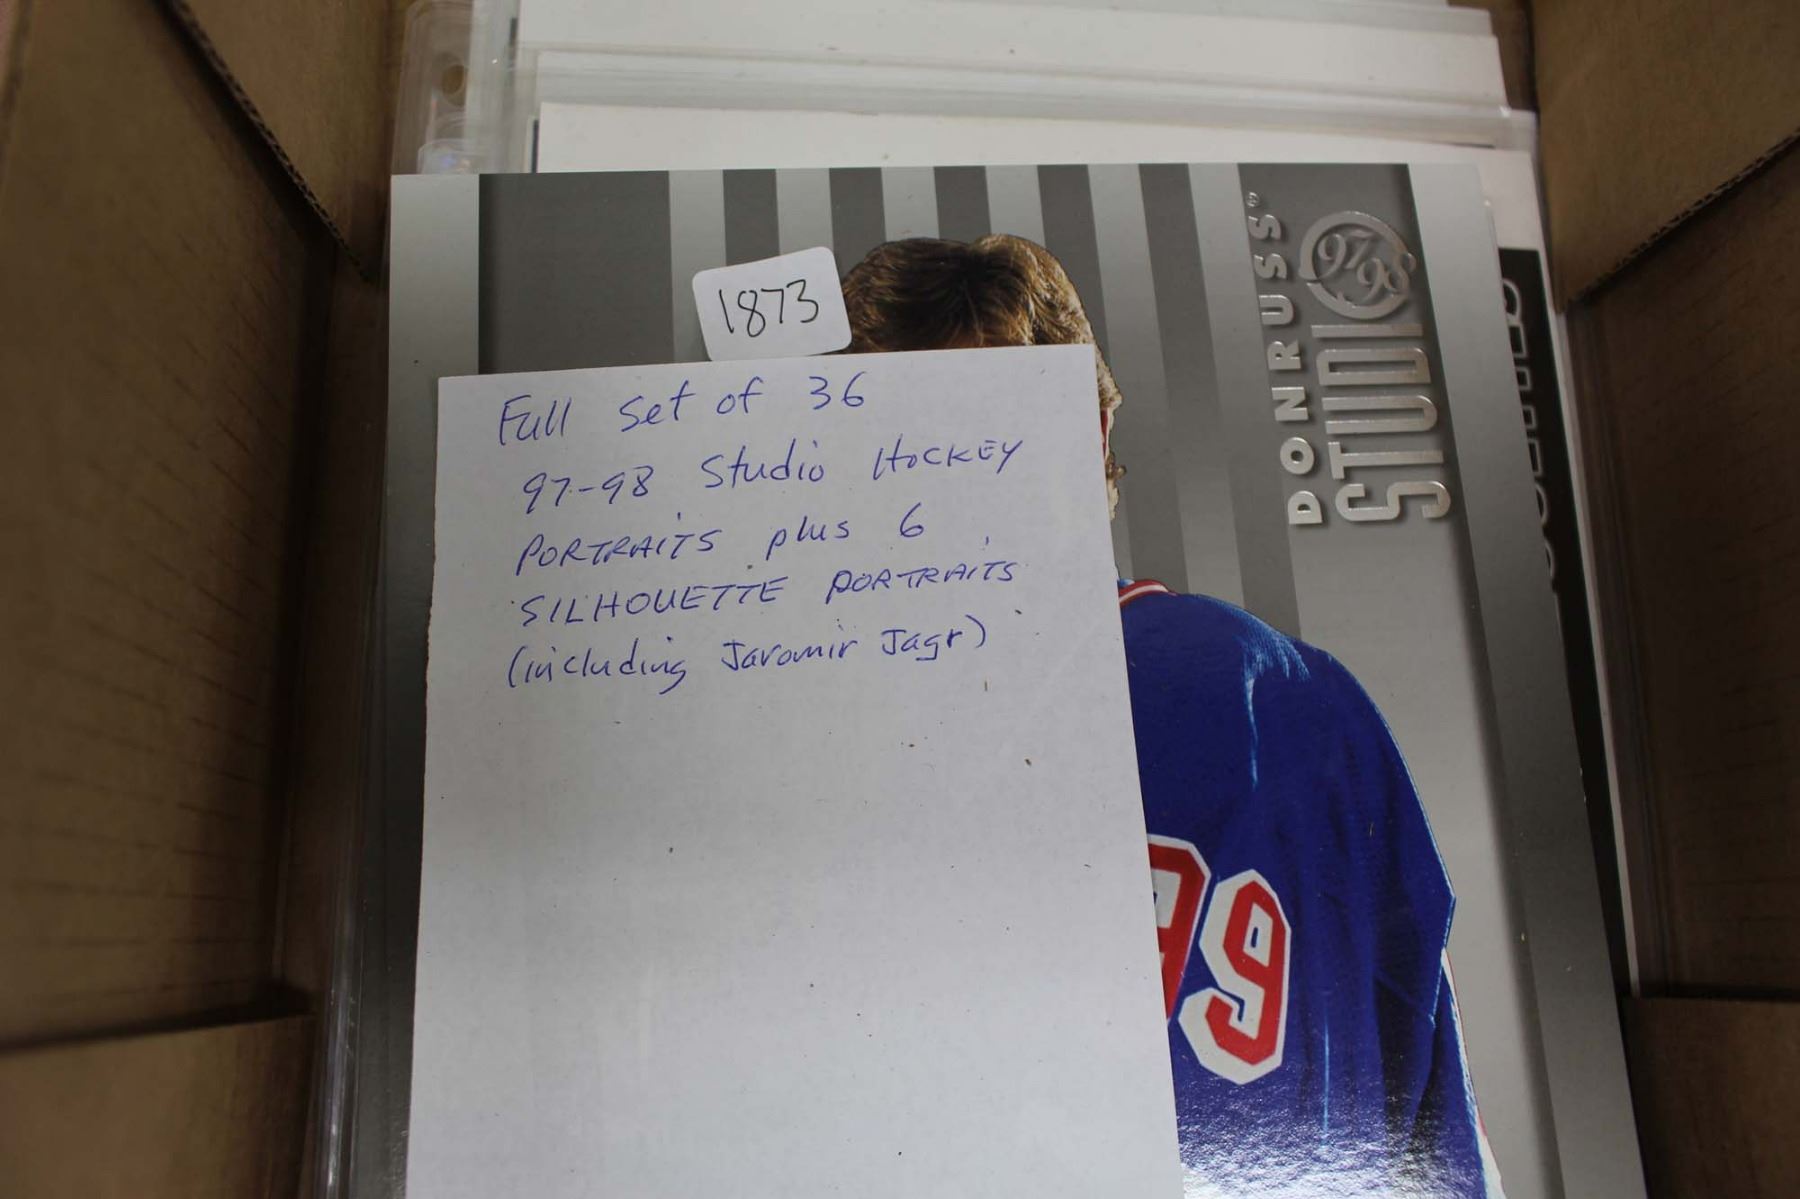 1873
Full Set of 36
97-98 Studio HOCKEY
PORTRAITS plus 6
SILHOUETTE PORTRAITS
(including Jaromir Jagr)
DONRUSS®
STUDIO
97/98
99